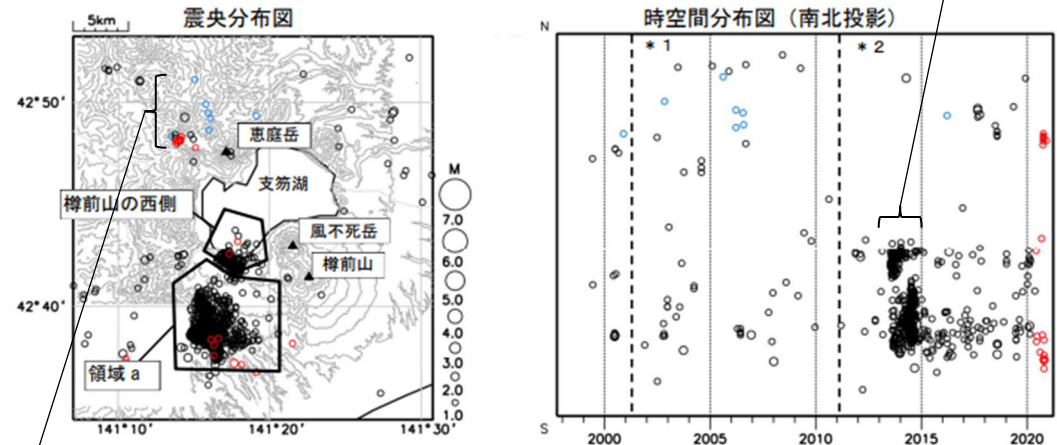 震央分布図
5km
42°50′
42°40′
恵庭岳
支笏湖
樽前山の西側
風不死岳
樽前山
領域a
141°10′
141°20′
141°30′
M
7.0
6.0
5.0
4.0
3.0
2.0
1.0
時空間分布図（南北投影）
N
＊1
＊2
S
2000
2005
2010
2015
2020